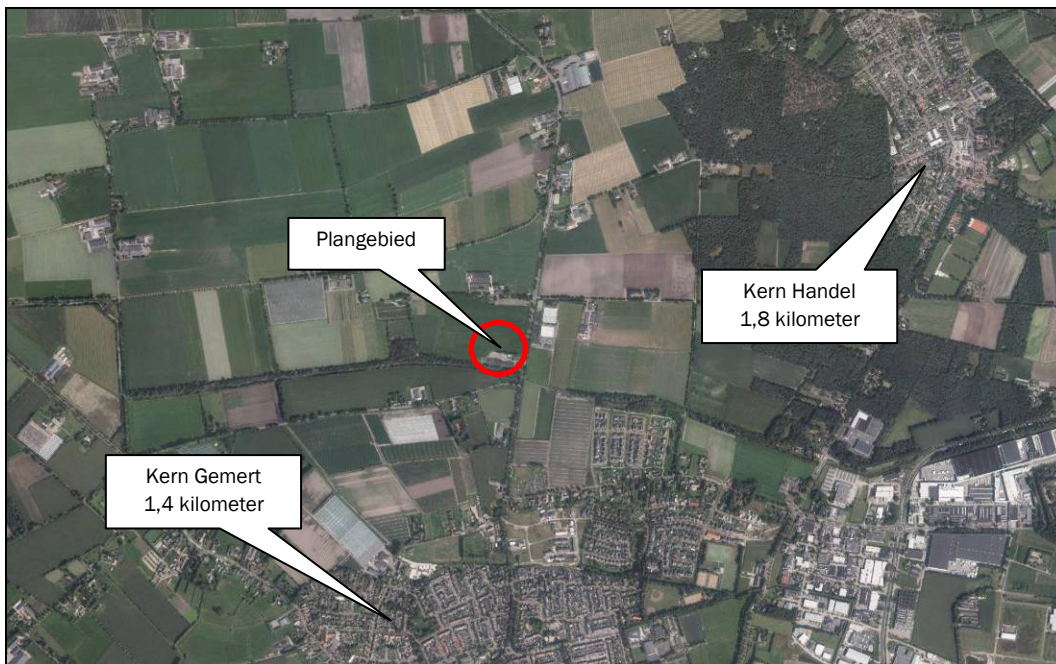 Plangebied
Kern Handel
1,8 kilometer
Kern Gemert
1,4 kilometer